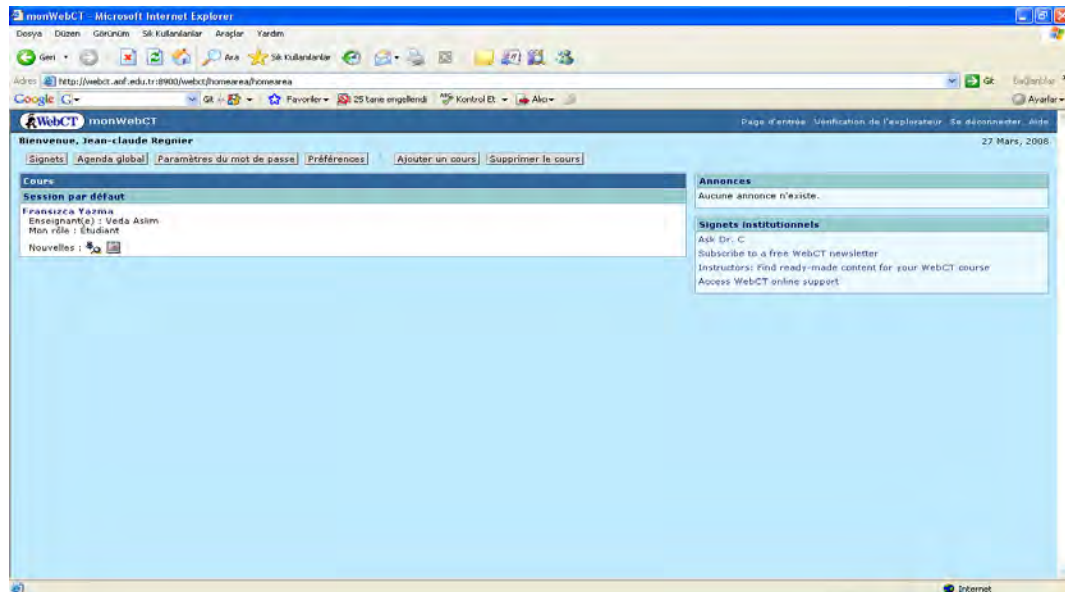 monWebCT - Microsoft Internet Explorer
Dosya Düzen Görünüm Sık Kullanılanlar Araçlar Yardım
Geri Ara Sık Kullanılanlar
Adres http://webct.anf.edu.tr:8900/webct/homearea/homearea Git Bağlantılar
Google G Git Favoriler 25 tane engellendi Kontrol Et Ayarlar
WebCT monWebCT Page d'entrée Vérification de l'explorateur Se déconnecter Aide
Bienvenue, Jean-claude Regnier 27 Mars, 2008
Signets Agenda global Paramètres du mot de passe Préférences Ajouter un cours Supprimer le cours
Cours
Session par défaut
Fransızca Yazma
Enseignant(e) : Veda Aslım
Mon rôle : Étudiant
Nouvelles :
Annonces
Aucune annonce n'existe.
Signets institutionnels
Ask Dr. C
Subscribe to a free WebCT newsletter
Instructors: Find ready-made content for your WebCT course
Access WebCT online support
Internet